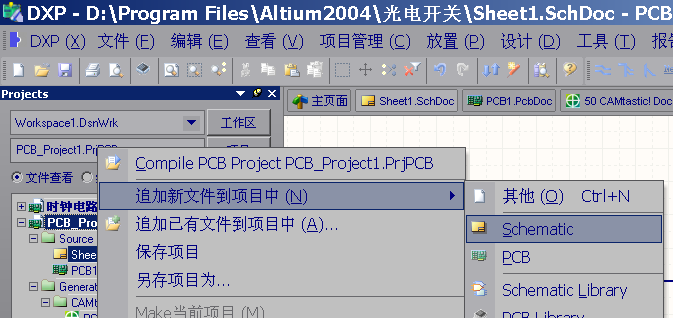 DXP - D:\Program Files\Altium2004\光电开关\Sheet1.SchDoc - PCB
DXP (X) 文件 (F) 编辑 (E) 查看 (V) 项目管理 (C) 放置 (P) 设计 (D) 工具 (T) 报告
Projects
主页面 Sheet1.SchDoc PCB1.PcbDoc 50 CAMtastic! Doc
Workspace1.DsnWrk 工作区
PCB_Project1.PrjPCB 项目
文件查看
Compile PCB Project PCB_Project1.PrjPCB
追加新文件到项目中 (N)
追加已有文件到项目中 (A)...
保存项目
另存项目为...
Make当前项目 (M)
其他 (O) Ctrl+N
Schematic
PCB
Schematic Library
PCB Library
时钟电路
PCB_Pro
Source
Shee
PCB1
Generat
CAMt